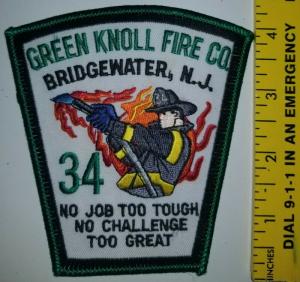 GREEN KNOLL FIRE CO.
BRIDGEWATER, N.J.
34
NO JOB TOO TOUGH
NO CHALLENGE
TOO GREAT
1
2
3
4
INCHES
DIAL 9-1-1 IN AN EMERGENCY